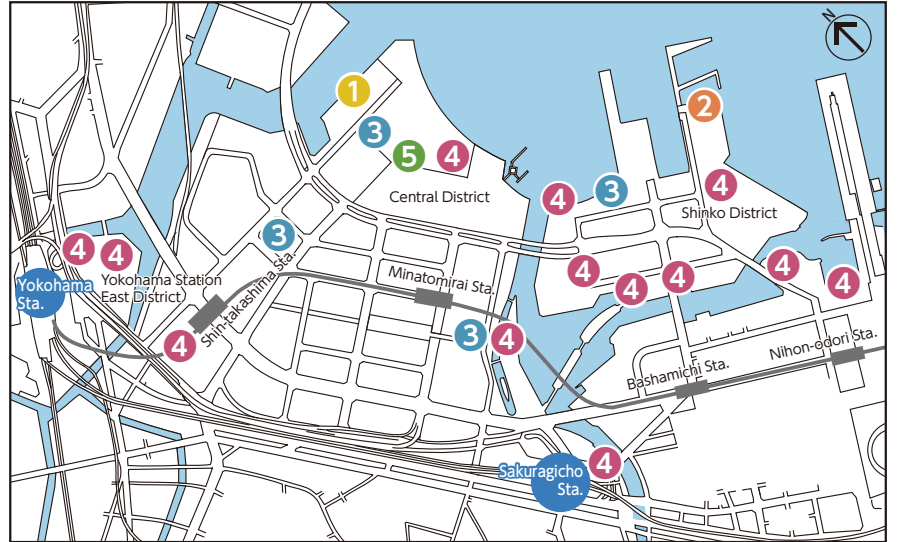 N
1
2
3
5
4
Central District
4
3
4
Shinko District
3
4
4
Yokohama Station
East District
Yokohama
Sta.
4
Shin-takashima Sta.
Minatomirai Sta.
4
4
4
4
4
3
4
Bashamichi Sta.
Nihon-odori Sta.
Sakuragicho
Sta.
4